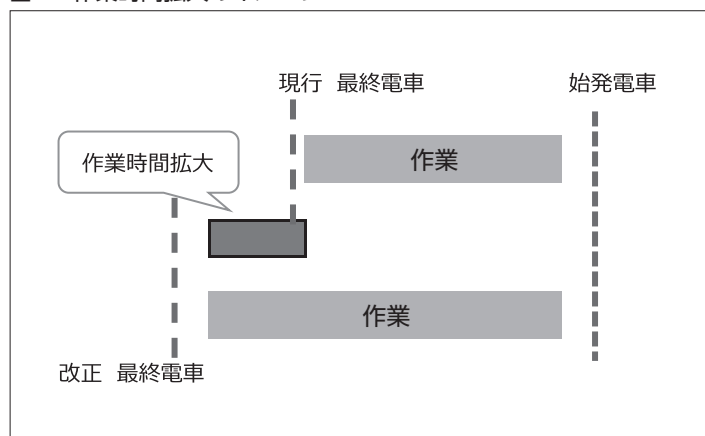 現行 最終電車
始発電車
作業時間拡大
作業
作業
改正 最終電車